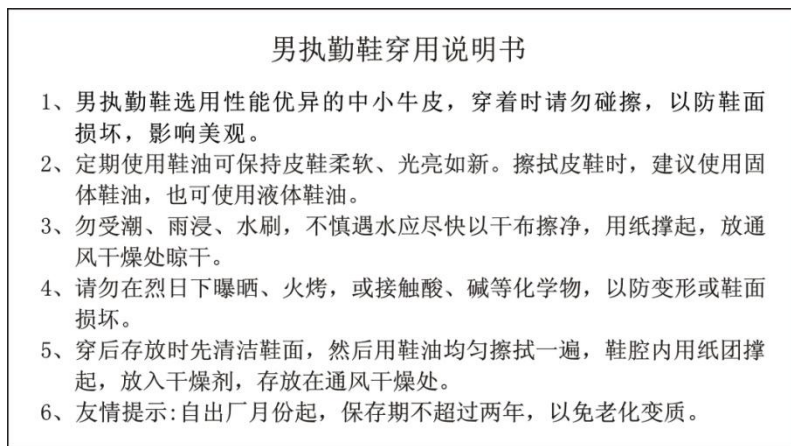 男执勤鞋穿用说明书
1、男执勤鞋选用性能优异的中小牛皮，穿着时请勿碰擦，以防鞋面
损坏，影响美观。
2、定期使用鞋油可保持皮鞋柔软、光亮如新。擦拭皮鞋时，建议使用固
体鞋油，也可使用液体鞋油。
3、勿受潮、雨浸、水刷，不慎遇水应尽快以干布擦净，用纸撑起，放通
风干燥处晾干。
4、请勿在烈日下曝晒、火烤，或接触酸、碱等化学物，以防变形或鞋面
损坏。
5、穿后存放时先清洁鞋面，然后用鞋油均匀擦拭一遍，鞋腔内用纸团撑
起，放入干燥剂，存放在通风干燥处。
6、友情提示:自出厂月份起，保存期不超过两年，以免老化变质。